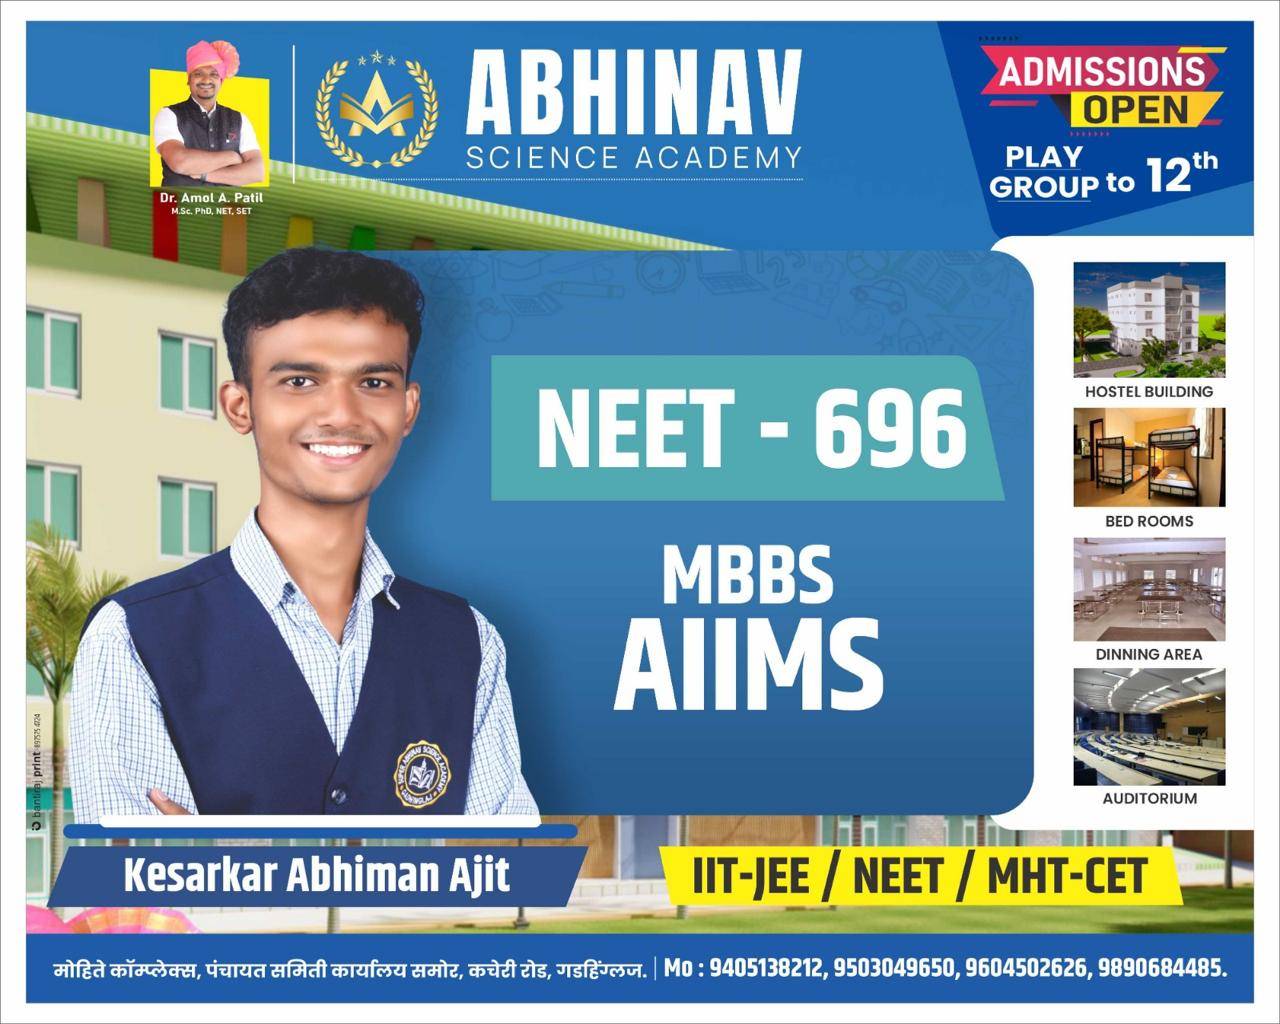 ABHINAV
SCIENCE ACADEMY
Dr. Amol A. Patil
M.Sc. PhD, NET, SET
ADMISSIONS
OPEN
PLAY
GROUP to 12th
NEET - 696
MBBS
AIIMS
HOSTEL BUILDING
BED ROOMS
DINNING AREA
AUDITORIUM
Kesarkar Abhiman Ajit
IIT-JEE / NEET / MHT-CET
मोहिते कॉम्प्लेक्स, पंचायत समिती कार्यालय समोर, कचेरी रोड, गडहिंग्लज. | Mo : 9405138212, 9503049650, 9604502626, 9890684485.
bantiraj print